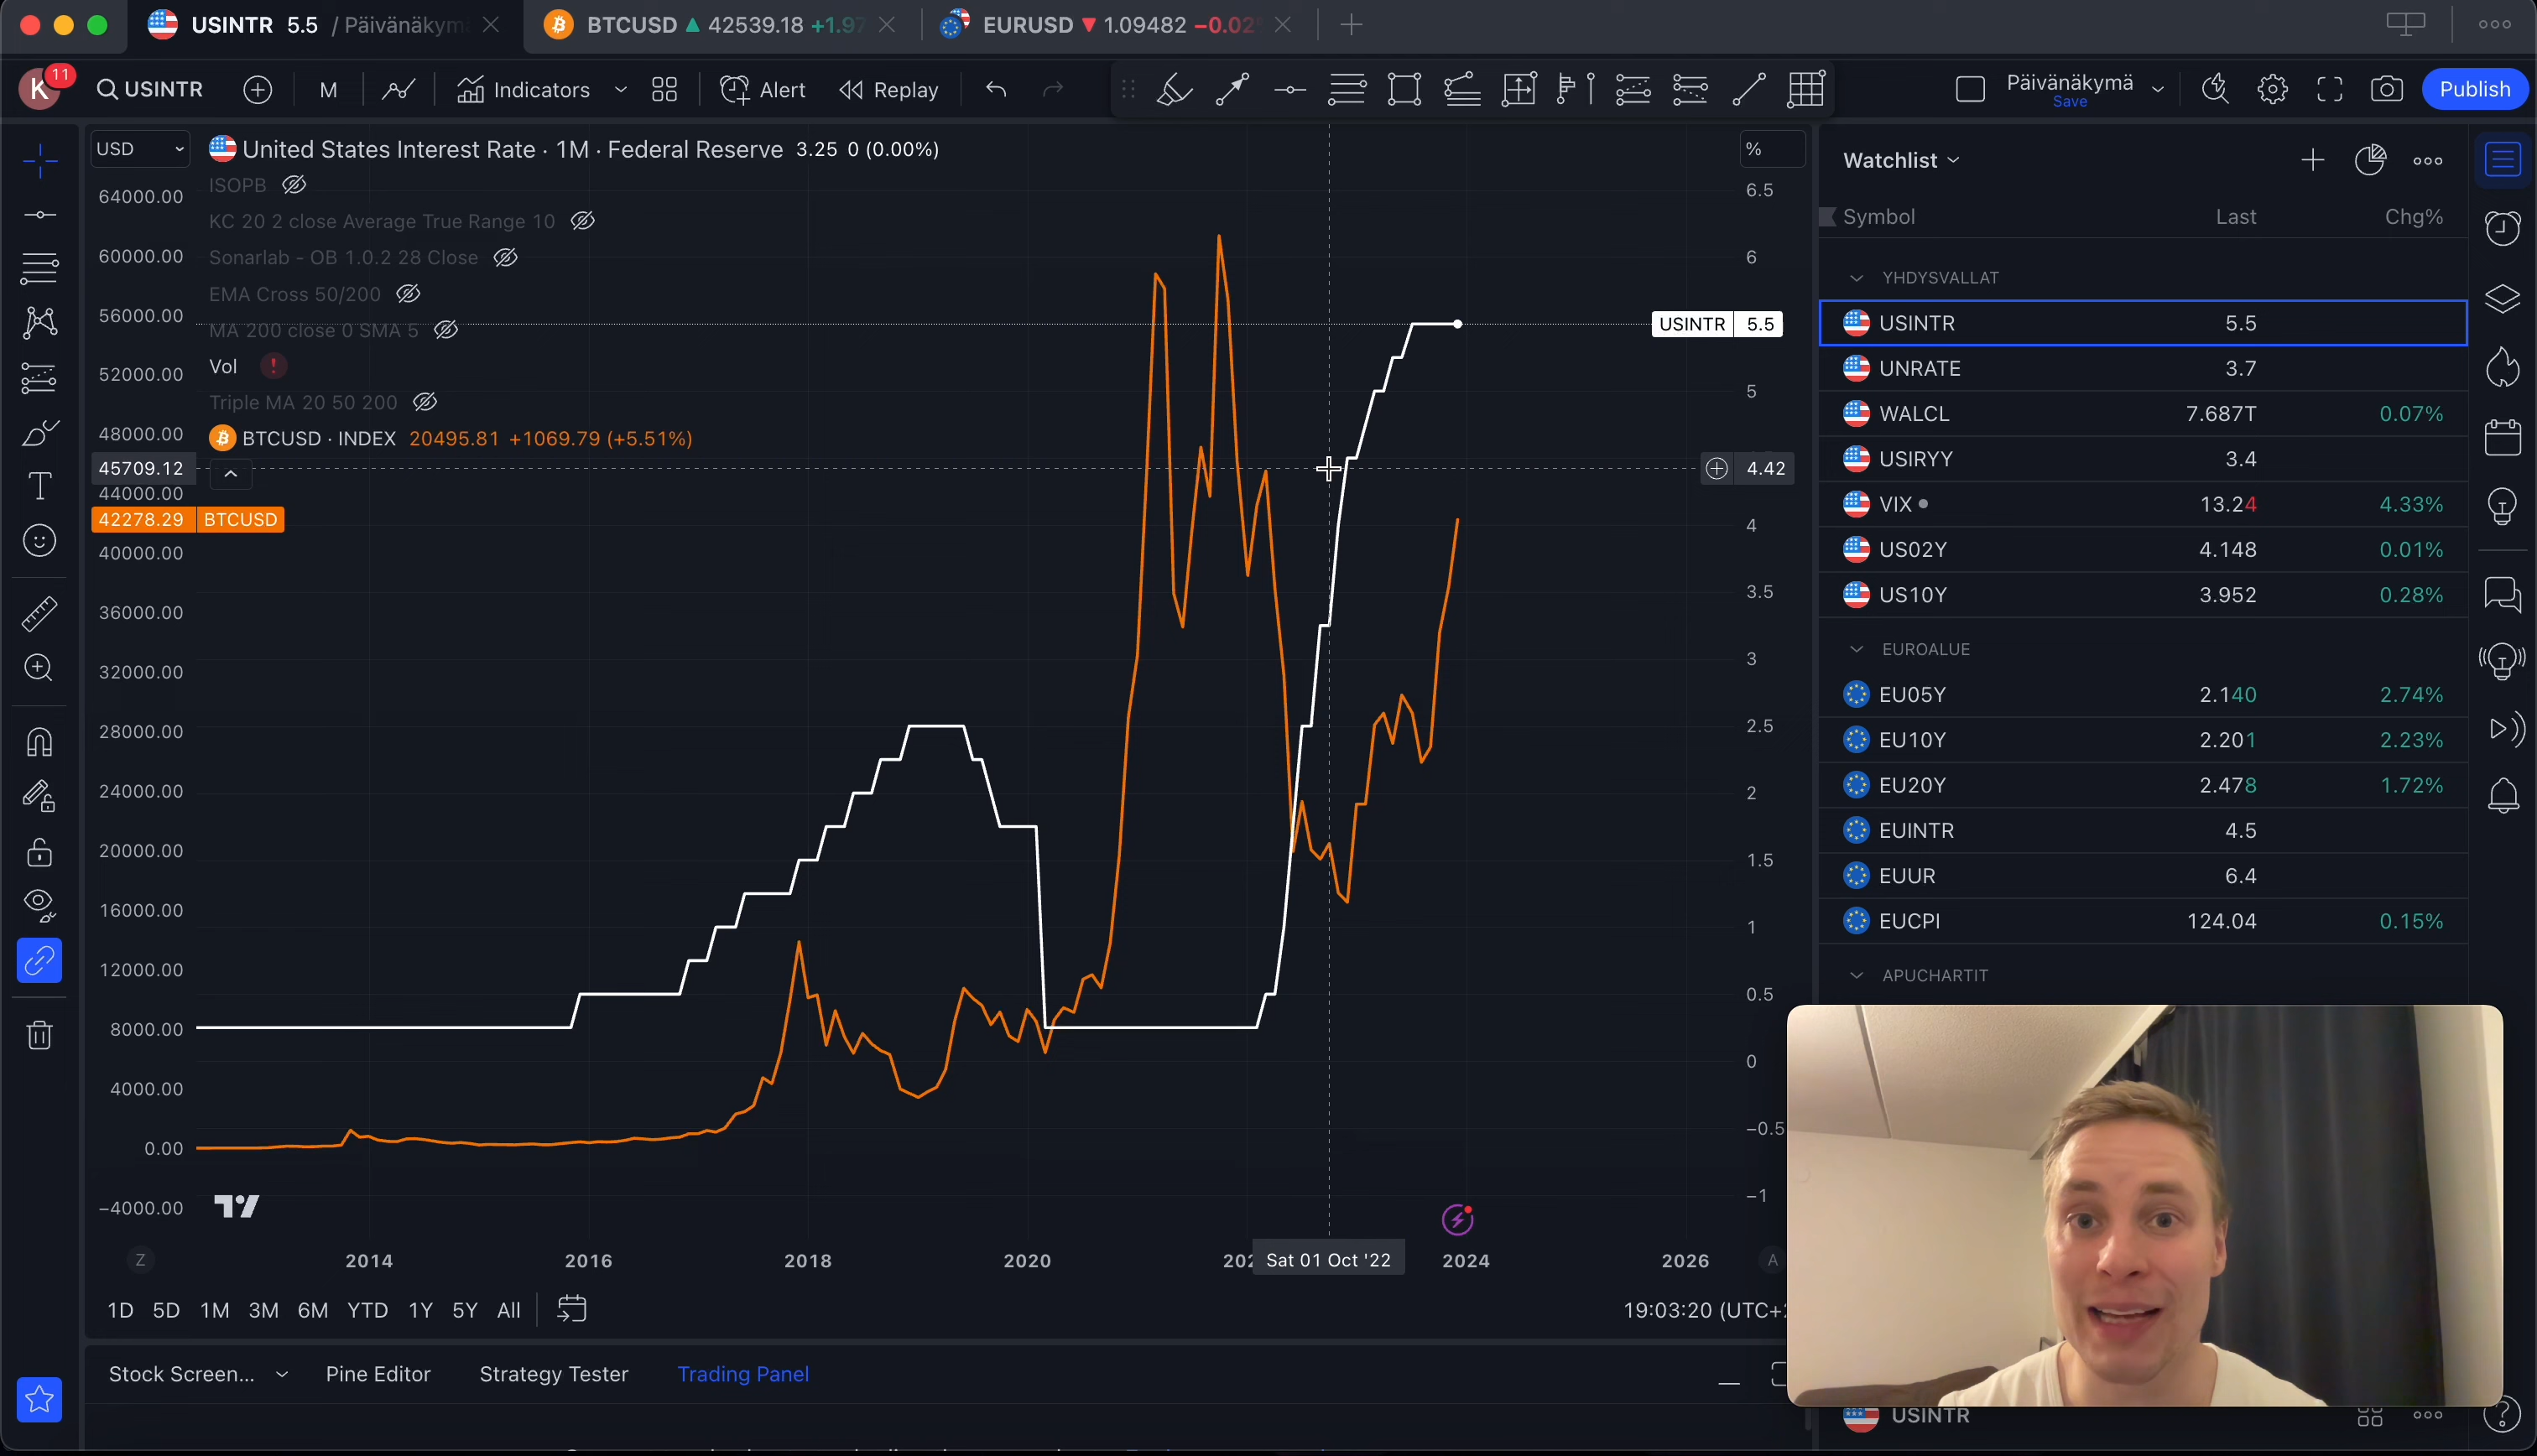 USINTR 5.5 / Päivänäkym
BTCUSD ▲ 42539.18 +1.97
EURUSD ▼ 1.09482 −0.02
K
11
USINTR
M
Indicators
Alert
Replay
Päivänäkymä
Save
Publish
USD
United States Interest Rate · 1M · Federal Reserve 3.25 0 (0.00%)
ISOPB
KC 20 2 close Average True Range 10
Sonarlab - OB 1.0.2 28 Close
EMA Cross 50/200
MA 200 close 0 SMA 5
Vol !
Triple MA 20 50 200
BTCUSD · INDEX 20495.81 +1069.79 (+5.51%)
64000.00
60000.00
56000.00
52000.00
48000.00
45709.12
44000.00
42278.29 BTCUSD
40000.00
36000.00
32000.00
28000.00
24000.00
20000.00
16000.00
12000.00
8000.00
4000.00
0.00
−4000.00
%
6.5
6
USINTR 5.5
5
4.42
4
3.5
3
2.5
2
1.5
1
0.5
0
−0.5
−1
Z
2014
2016
2018
2020
202
Sat 01 Oct '22
2024
2026
A
1D 5D 1M 3M 6M YTD 1Y 5Y All
19:03:20 (UTC+2
Stock Screen...
Pine Editor
Strategy Tester
Trading Panel
Watchlist
Symbol Last Chg%
YHDYSVALLAT
USINTR 5.5
UNRATE 3.7
WALCL 7.687T 0.07%
USIRYY 3.4
VIX 13.24 4.33%
US02Y 4.148 0.01%
US10Y 3.952 0.28%
EUROALUE
EU05Y 2.140 2.74%
EU10Y 2.201 2.23%
EU20Y 2.478 1.72%
EUINTR 4.5
EUUR 6.4
EUCPI 124.04 0.15%
APUCHARTIT
USINTR